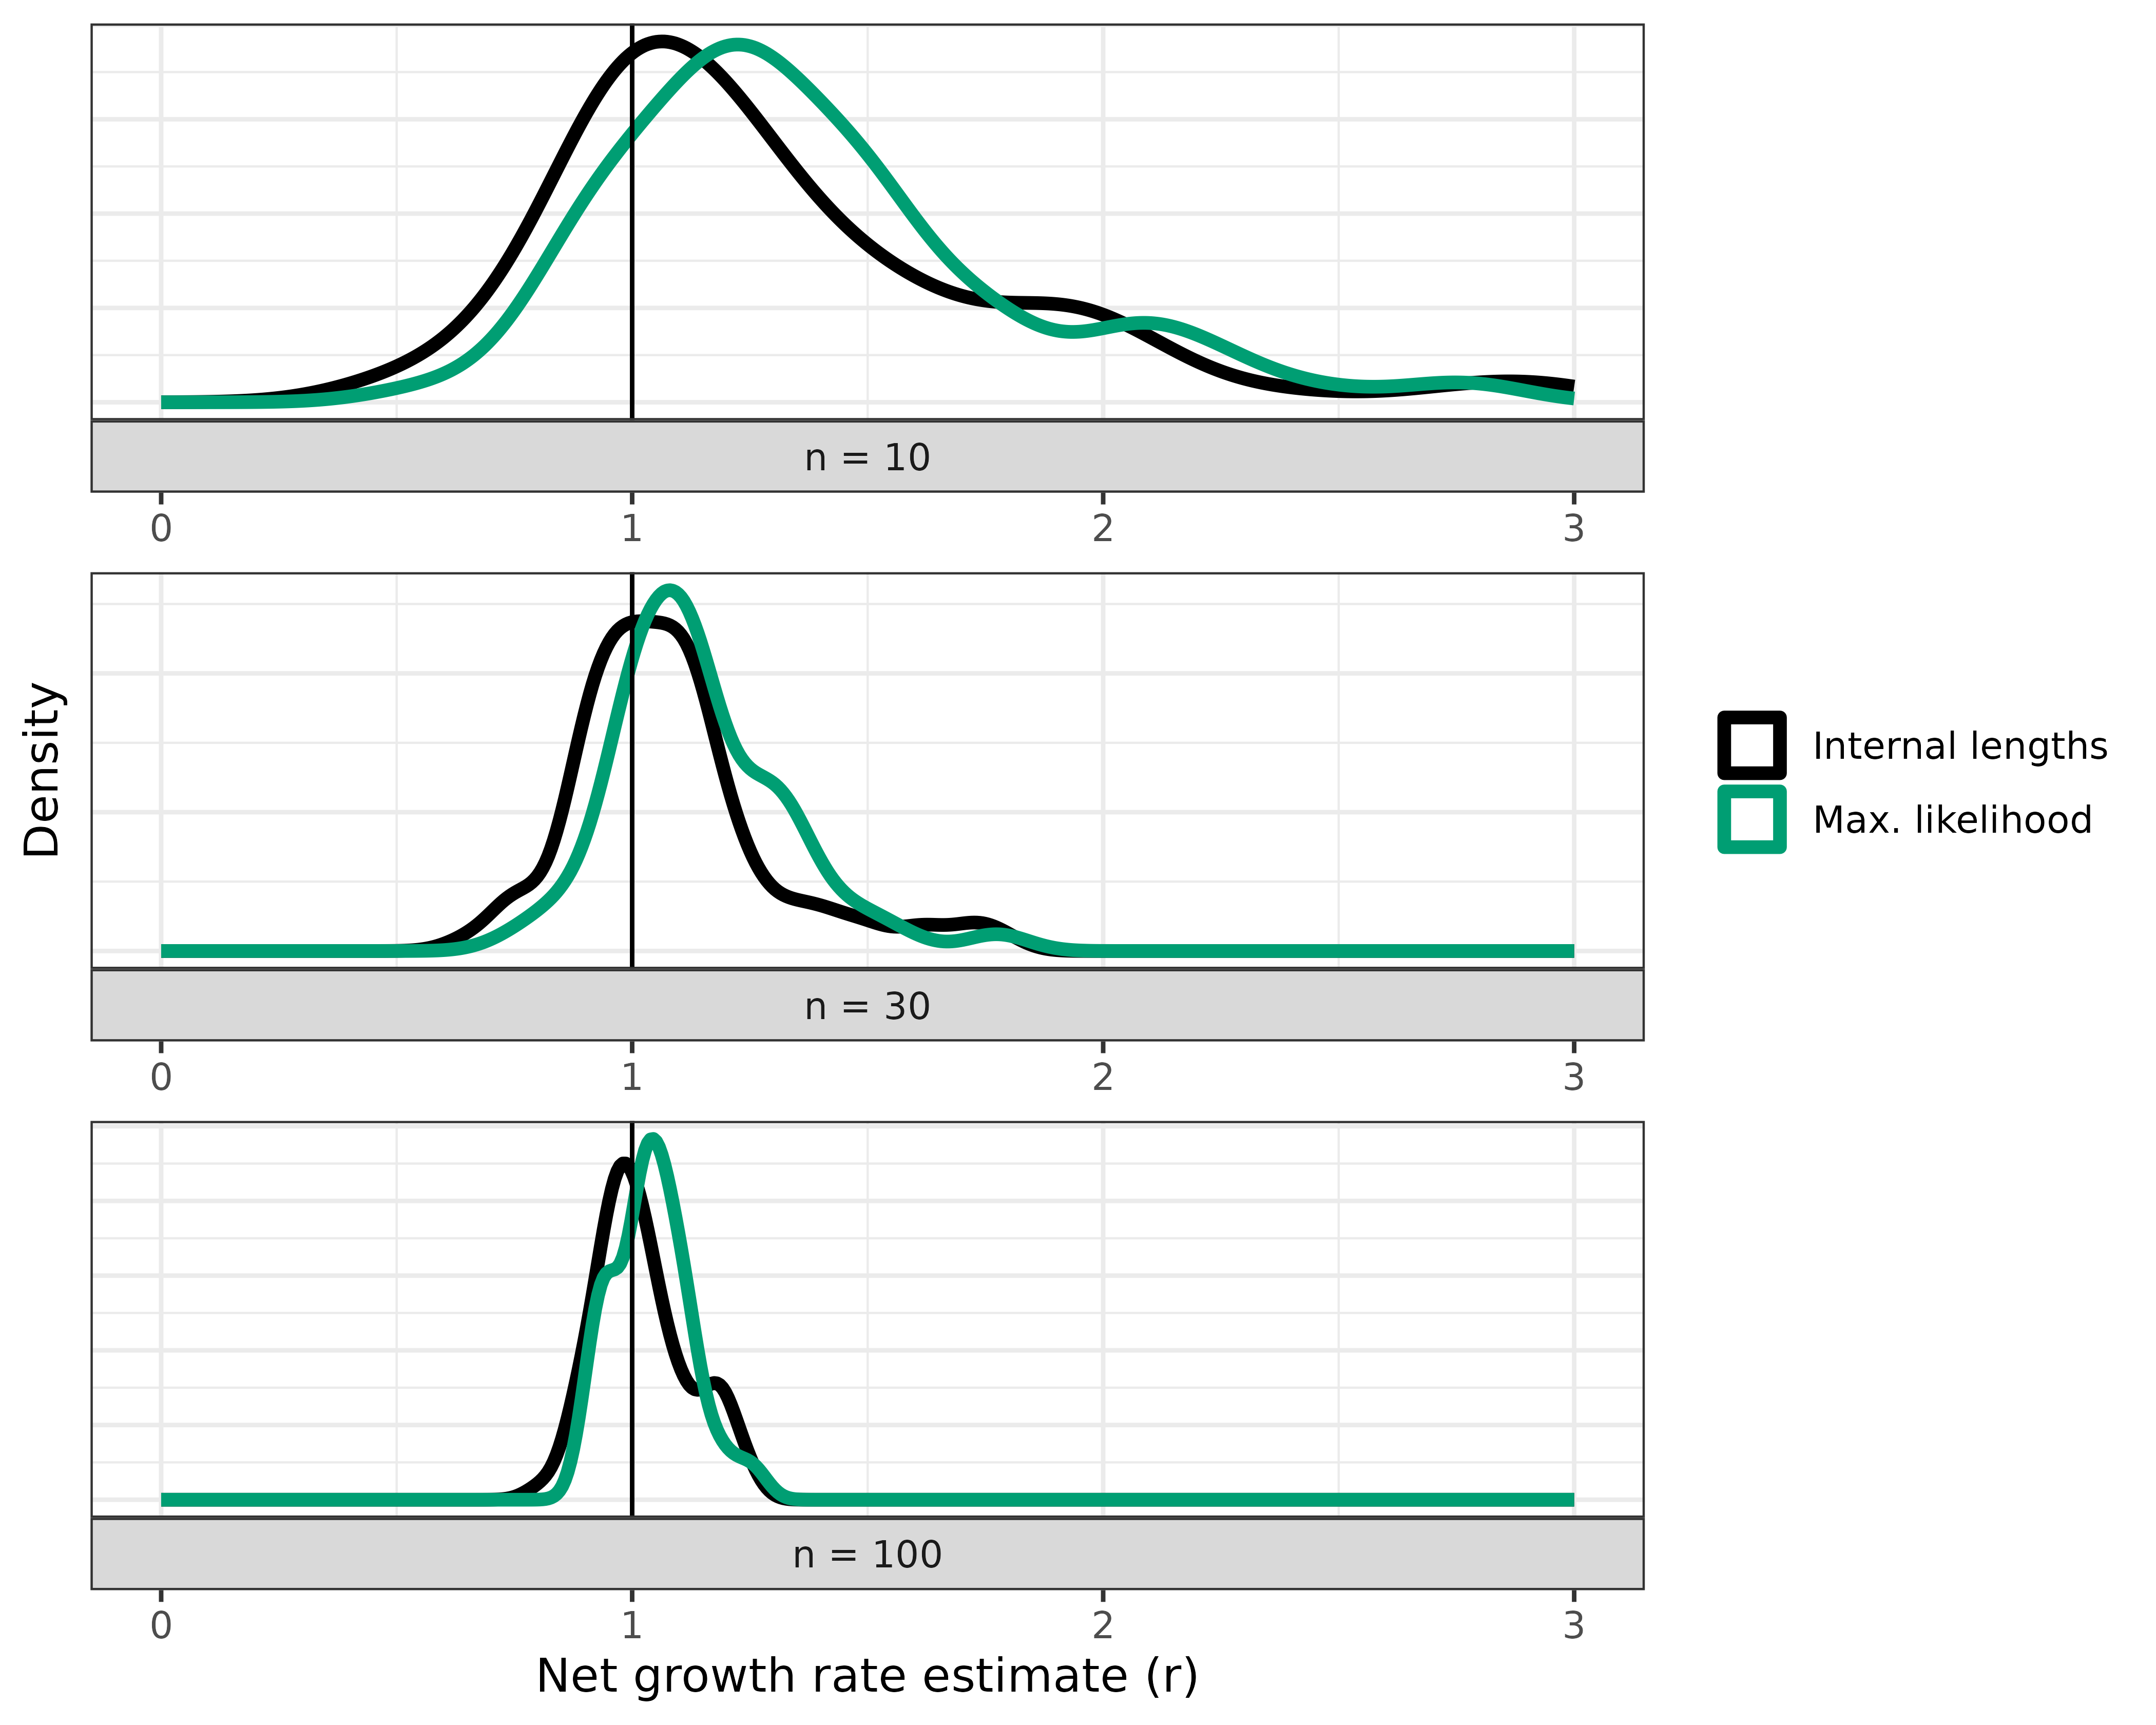 n = 10
0 1 2 3
n = 30
0 1 2 3
n = 100
0 1 2 3
Net growth rate estimate (r)
Density
Internal lengths
Max. likelihood